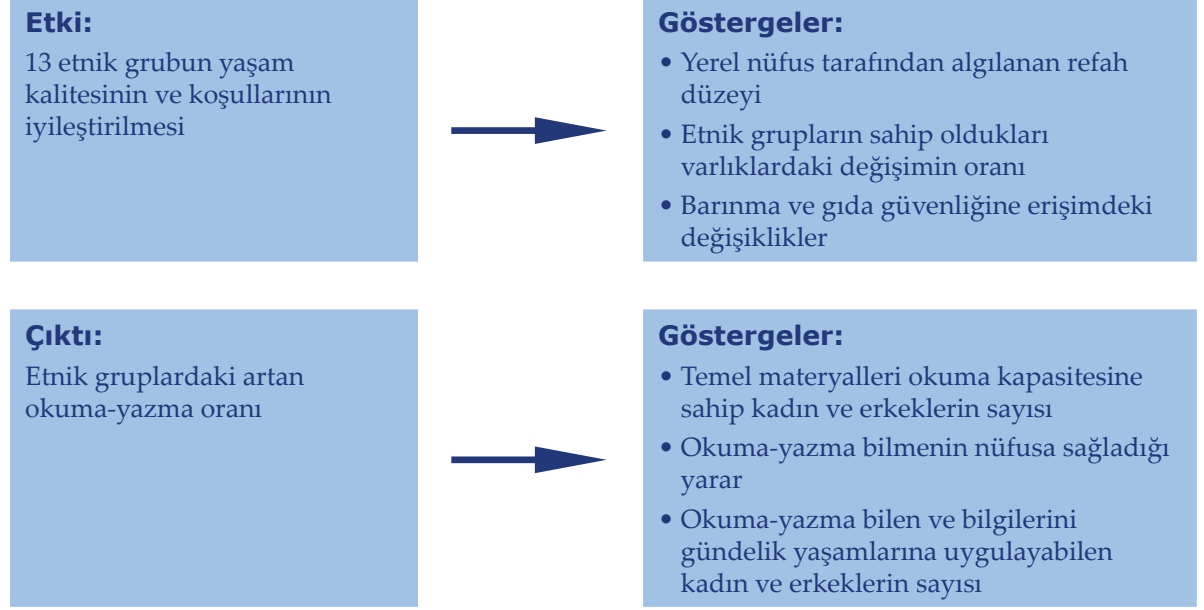 Etki:
13 etnik grubun yaşam
kalitesinin ve koşullarının
iyileştirilmesi
Göstergeler:
• Yerel nüfus tarafından algılanan refah
düzeyi
• Etnik grupların sahip oldukları
varlıklardaki değişimin oranı
• Barınma ve gıda güvenliğine erişimdeki
değişiklikler
Çıktı:
Etnik gruplardaki artan
okuma-yazma oranı
Göstergeler:
• Temel materyalleri okuma kapasitesine
sahip kadın ve erkeklerin sayısı
• Okuma-yazma bilmenin nüfusa sağladığı
yarar
• Okuma-yazma bilen ve bilgilerini
gündelik yaşamlarına uygulayabilen
kadın ve erkeklerin sayısı